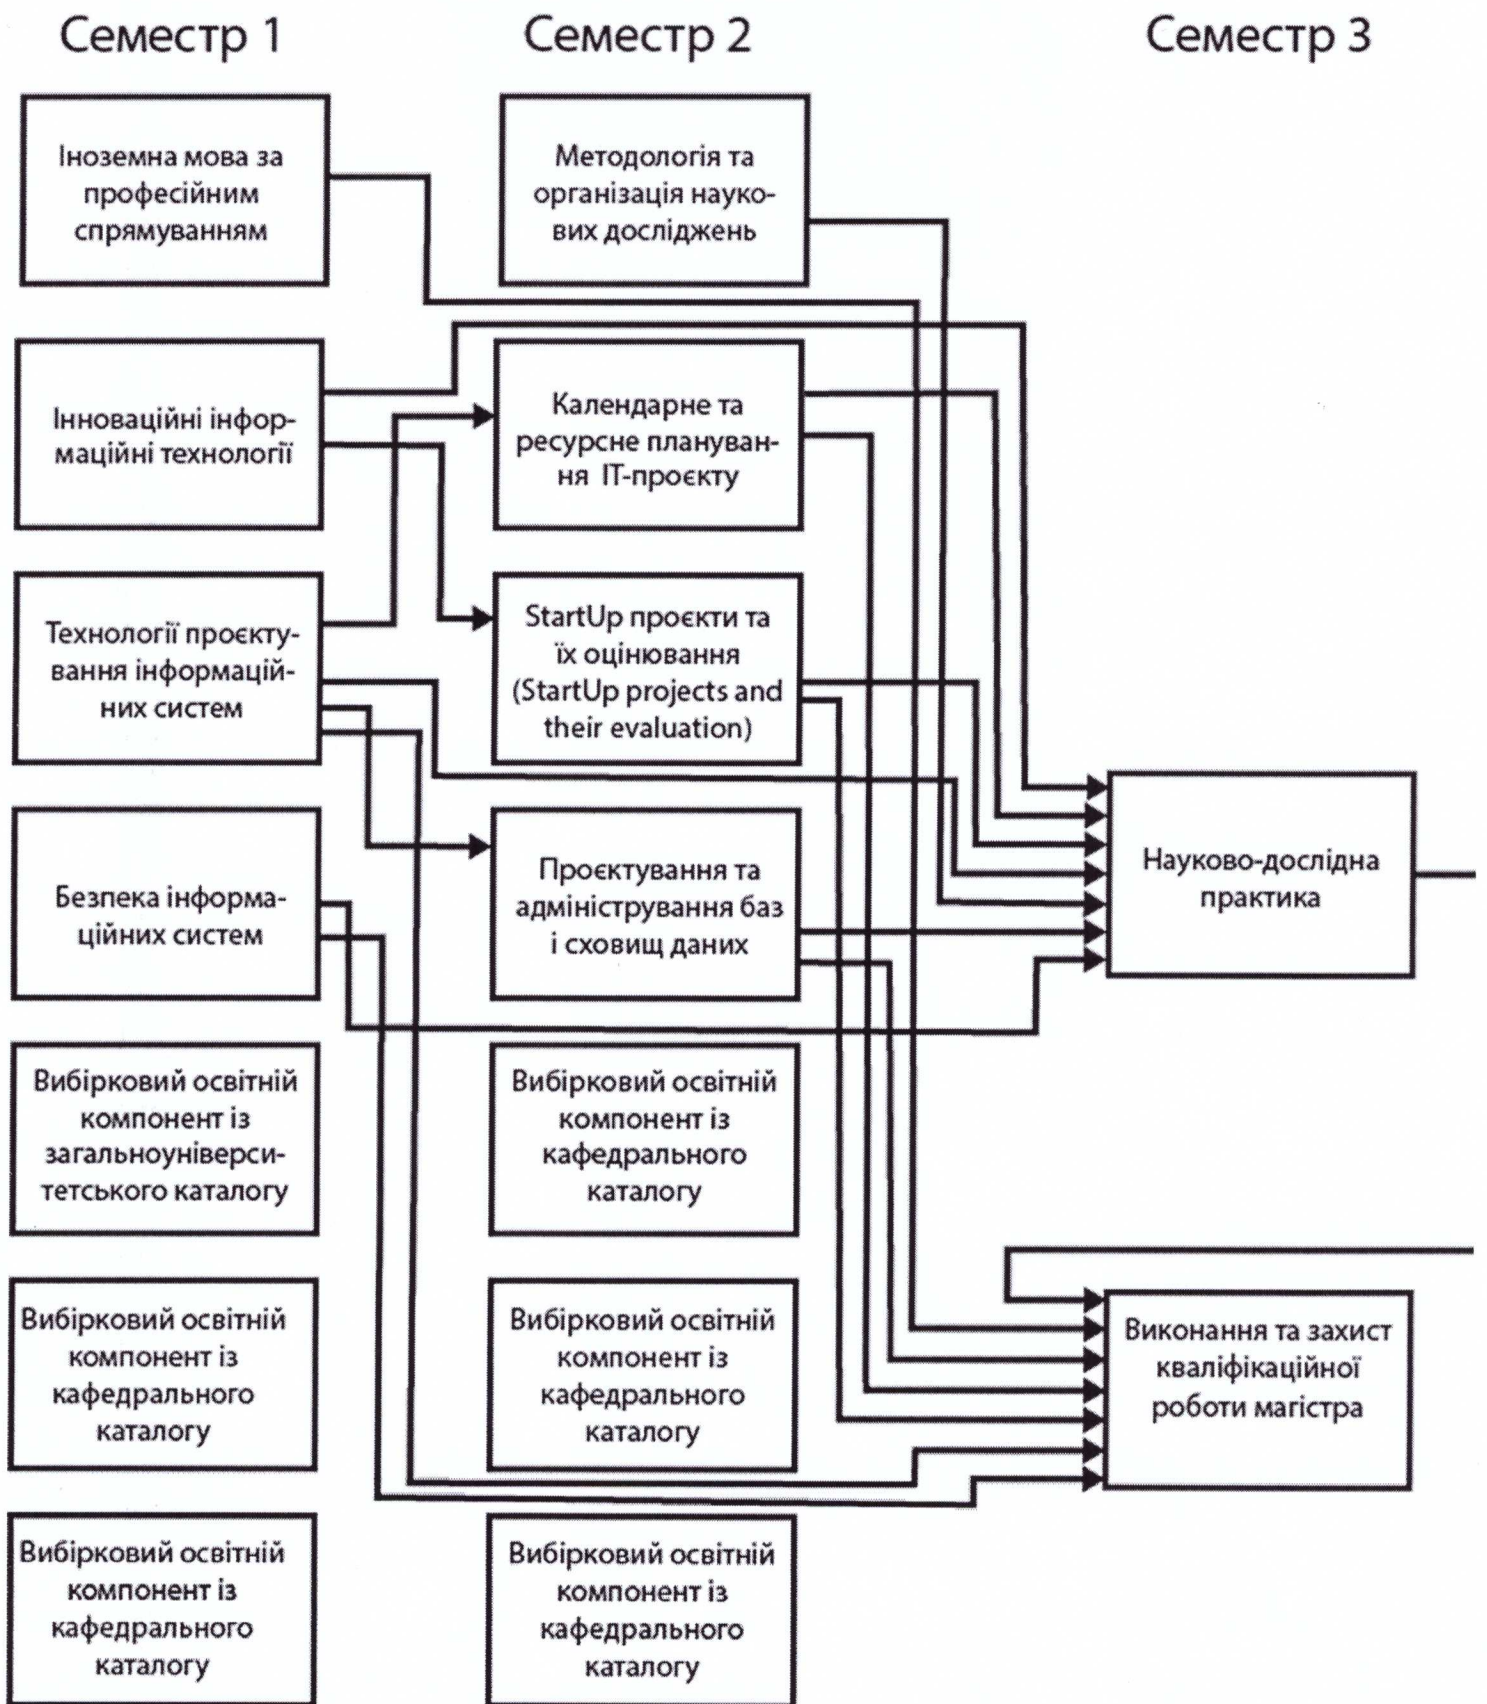 Семестр 1
Семестр 2
Семестр 3
Іноземна мова за
професійним
спрямуванням
Методологія та
організація науко-
вих досліджень
Інноваційні інфор-
маційні технології
Календарне та
ресурсне плануван-
ня ІТ-проєкту
Технології проєкту-
вання інформацій-
них систем
StartUp проєкти та
їх оцінювання
(StartUp projects and
their evaluation)
Безпека інформа-
ційних систем
Проєктування та
адміністрування баз
і сховищ даних
Науково-дослідна
практика
Вибірковий освітній
компонент із
загальноуніверси-
тетського каталогу
Вибірковий освітній
компонент із
кафедрального
каталогу
Вибірковий освітній
компонент із
кафедрального
каталогу
Вибірковий освітній
компонент із
кафедрального
каталогу
Виконання та захист
кваліфікаційної
роботи магістра
Вибірковий освітній
компонент із
кафедрального
каталогу
Вибірковий освітній
компонент із
кафедрального
каталогу